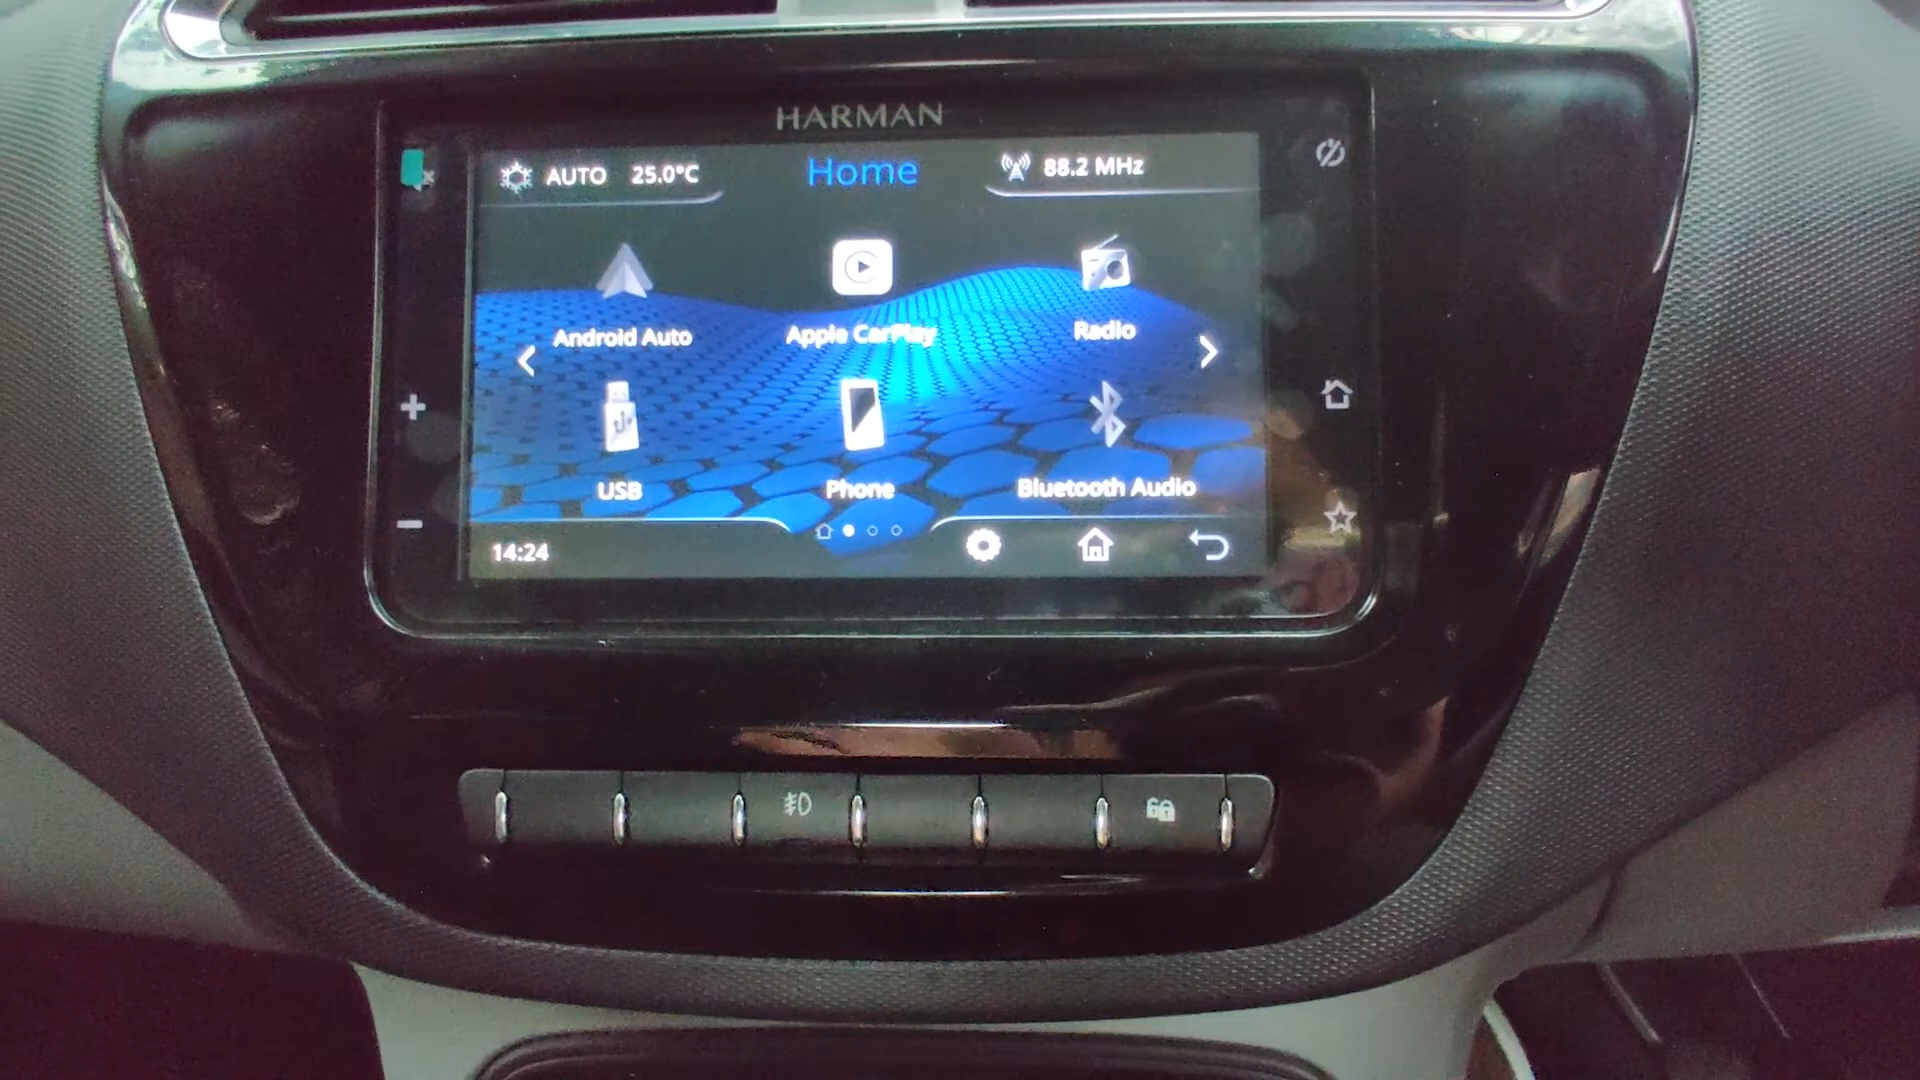 HARMAN
AUTO 25.0°C Home 88.2 MHz
Android Auto Apple CarPlay Radio
USB Phone Bluetooth Audio
14:24